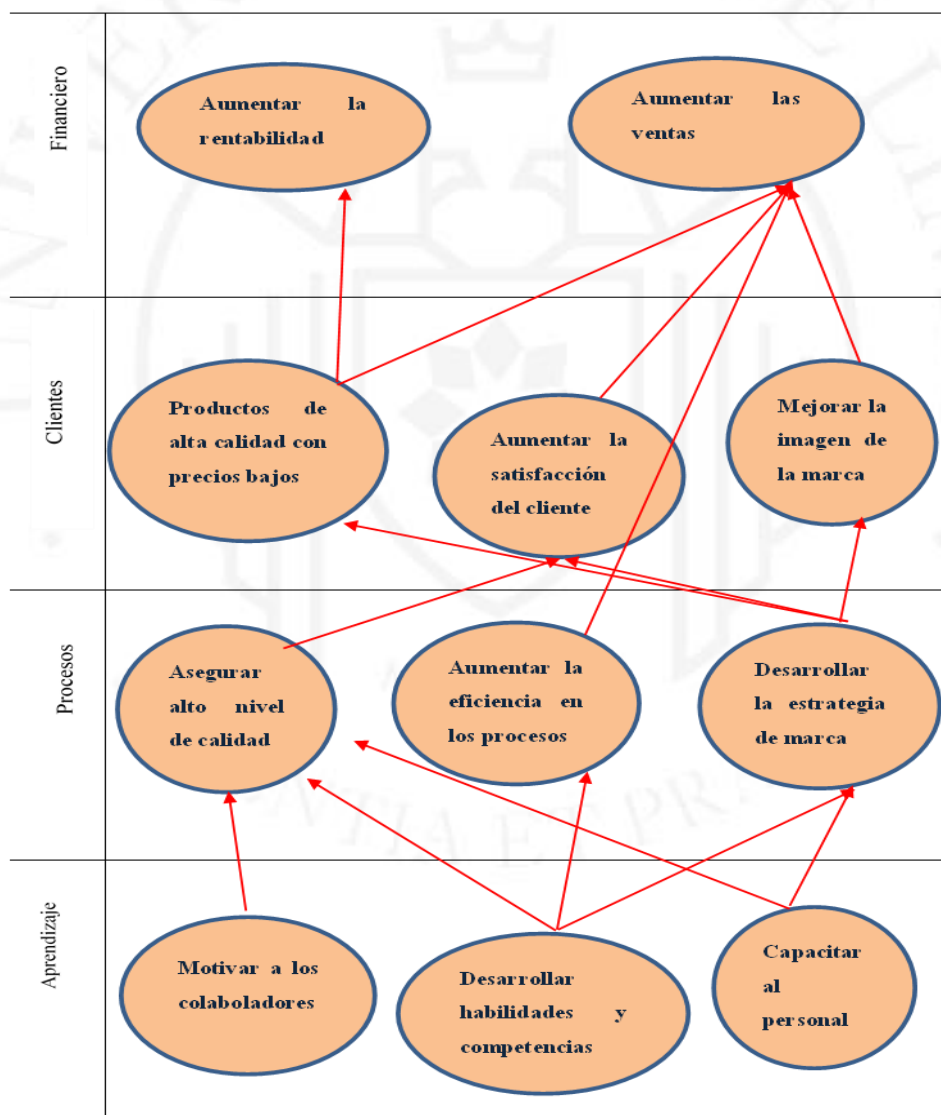 Financiero
Aumentar la
rentabilidad
Aumentar las
ventas
Clientes
Productos de
alta calidad con
precios bajos
Aumentar la
satisfacción
del cliente
Mejorar la
imagen de
la marca
Procesos
Asegurar
alto nivel
de calidad
Aumentar la
eficiencia en
los procesos
Desarrollar
la estrategia
de marca
Aprendizaje
Motivar a los
colaboladores
Desarrollar
habilidades y
competencias
Capacitar
al
personal